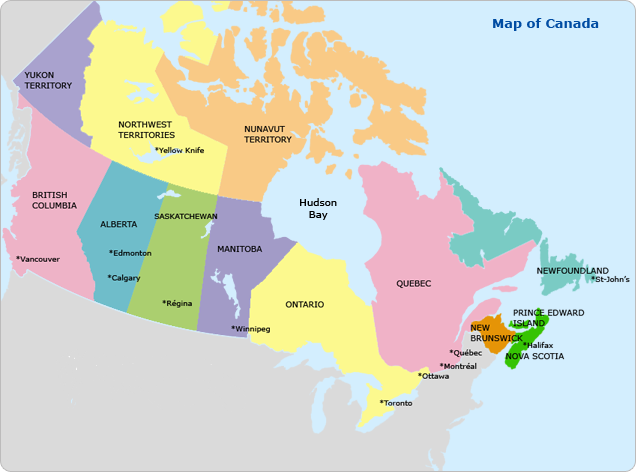 Map of Canada
YUKON
TERRITORY
NORTHWEST
TERRITORIES
*Yellow Knife
NUNAVUT
TERRITORY
BRITISH
COLUMBIA
*Vancouver
ALBERTA
*Edmonton
*Calgary
SASKATCHEWAN
*Régina
MANITOBA
*Winnipeg
Hudson
Bay
ONTARIO
*Ottawa
*Toronto
QUEBEC
*Québec
*Montréal
NEWFOUNDLAND
*St-John's
PRINCE EDWARD
ISLAND
NEW
BRUNSWICK
*Halifax
NOVA SCOTIA